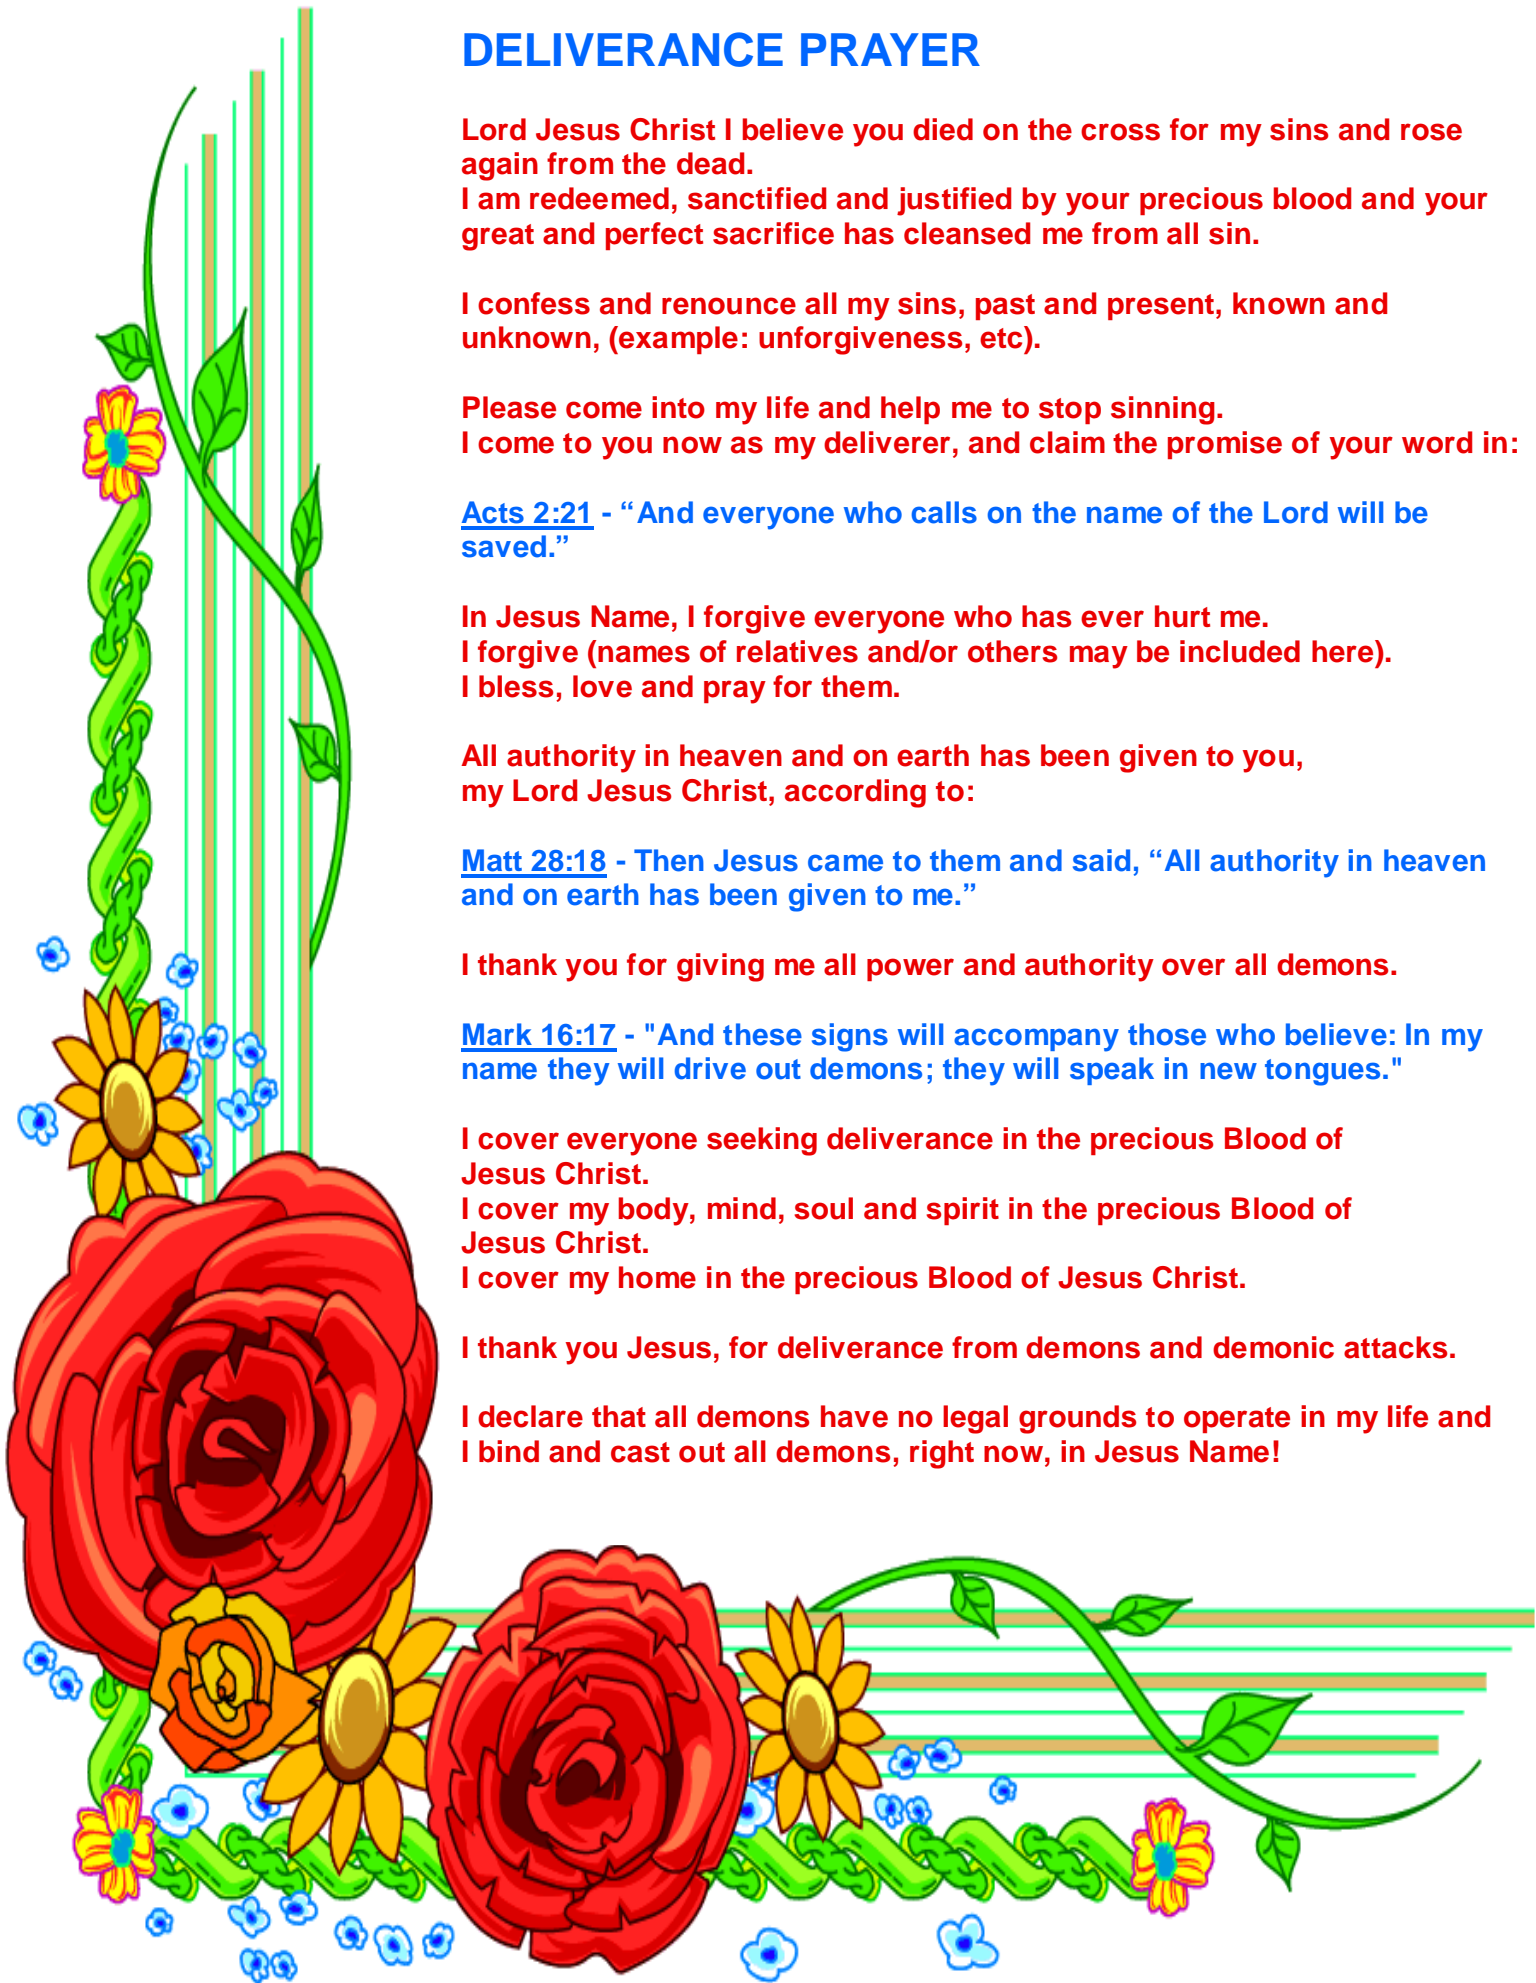 DELIVERANCE PRAYER
Lord Jesus Christ I believe you died on the cross for my sins and rose
again from the dead.
I am redeemed, sanctified and justified by your precious blood and your
great and perfect sacrifice has cleansed me from all sin.
I confess and renounce all my sins, past and present, known and
unknown, (example: unforgiveness, etc).
Please come into my life and help me to stop sinning.
I come to you now as my deliverer, and claim the promise of your word in:
Acts 2:21 - “And everyone who calls on the name of the Lord will be
saved.”
In Jesus Name, I forgive everyone who has ever hurt me.
I forgive (names of relatives and/or others may be included here).
I bless, love and pray for them.
All authority in heaven and on earth has been given to you,
my Lord Jesus Christ, according to:
Matt 28:18 - Then Jesus came to them and said, “All authority in heaven
and on earth has been given to me.”
I thank you for giving me all power and authority over all demons.
Mark 16:17 - "And these signs will accompany those who believe: In my
name they will drive out demons; they will speak in new tongues."
I cover everyone seeking deliverance in the precious Blood of
Jesus Christ.
I cover my body, mind, soul and spirit in the precious Blood of
Jesus Christ.
I cover my home in the precious Blood of Jesus Christ.
I thank you Jesus, for deliverance from demons and demonic attacks.
I declare that all demons have no legal grounds to operate in my life and
I bind and cast out all demons, right now, in Jesus Name!